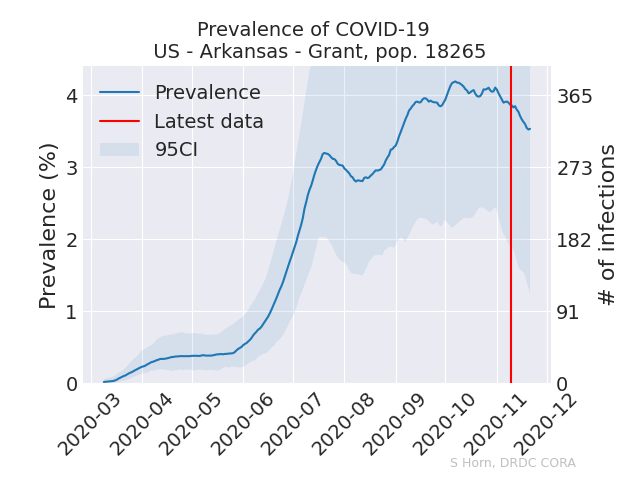 Prevalence of COVID-19
US - Arkansas - Grant, pop. 18265
Prevalence
Latest data
95CI
Prevalence (%)
4
3
2
1
0
# of infections
365
273
182
91
0
2020-03
2020-04
2020-05
2020-06
2020-07
2020-08
2020-09
2020-10
2020-11
2020-12
S Horn, DRDC CORA